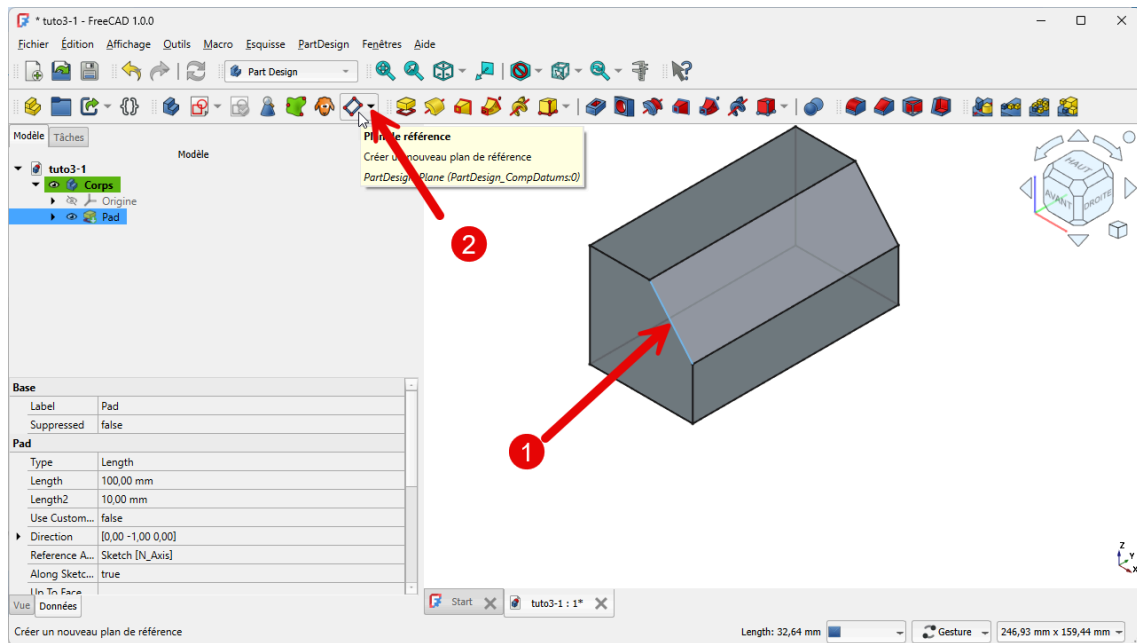 * tuto3-1 - FreeCAD 1.0.0
Fichier Édition Affichage Outils Macro Esquisse PartDesign Fenêtres Aide
Part Design
Modèle Tâches
Plan de référence
Créer un nouveau plan de référence
PartDesign_Plane (PartDesign_CompDatums:0)
Modèle
tuto3-1
Corps
Origine
Pad
2
1
HAUT
AVANT
DROITE
Base
Label Pad
Suppressed false
Pad
Type Length
Length 100,00 mm
Length2 10,00 mm
Use Custom... false
Direction [0,00 -1,00 0,00]
Reference A... Sketch [N_Axis]
Along Sketc... true
Up To Face
Z
Y
X
Vue Données
Start tuto3-1 : 1*
Créer un nouveau plan de référence
Length: 32,64 mm
Gesture
246,93 mm x 159,44 mm